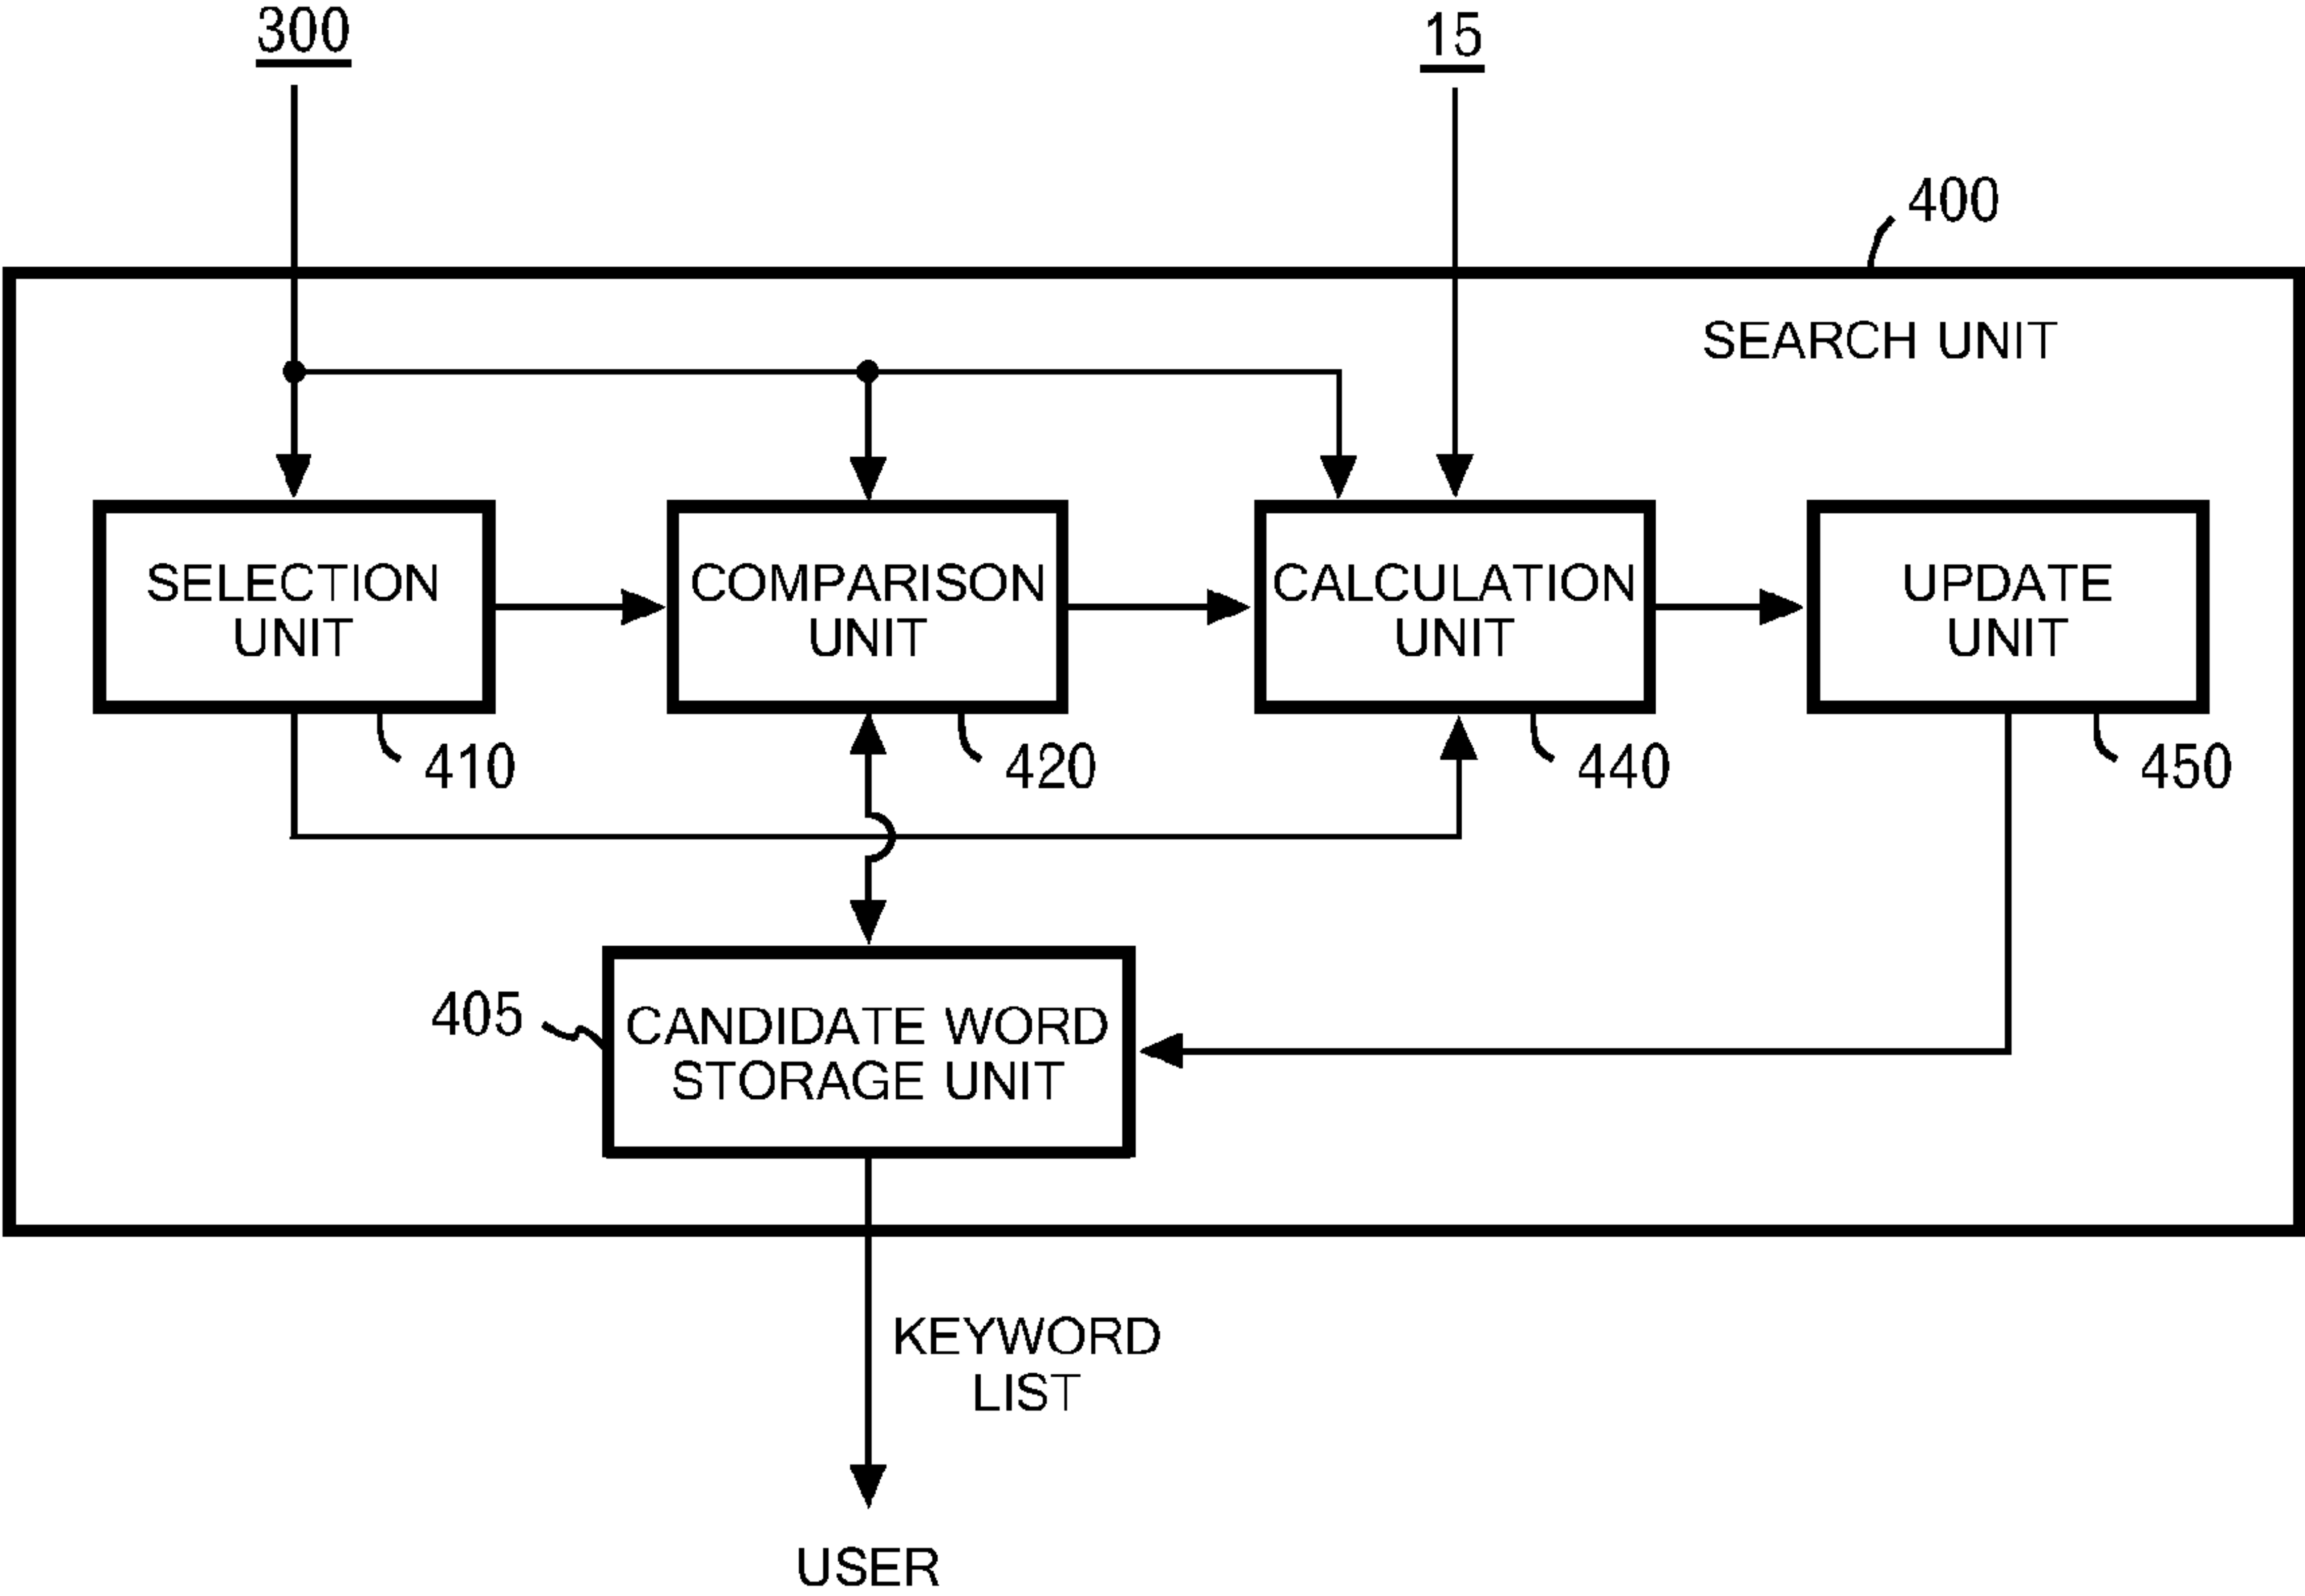 300
15
400
SEARCH UNIT
SELECTION
UNIT
COMPARISON
UNIT
CALCULATION
UNIT
UPDATE
UNIT
410
420
440
450
405
CANDIDATE WORD
STORAGE UNIT
KEYWORD
LIST
USER